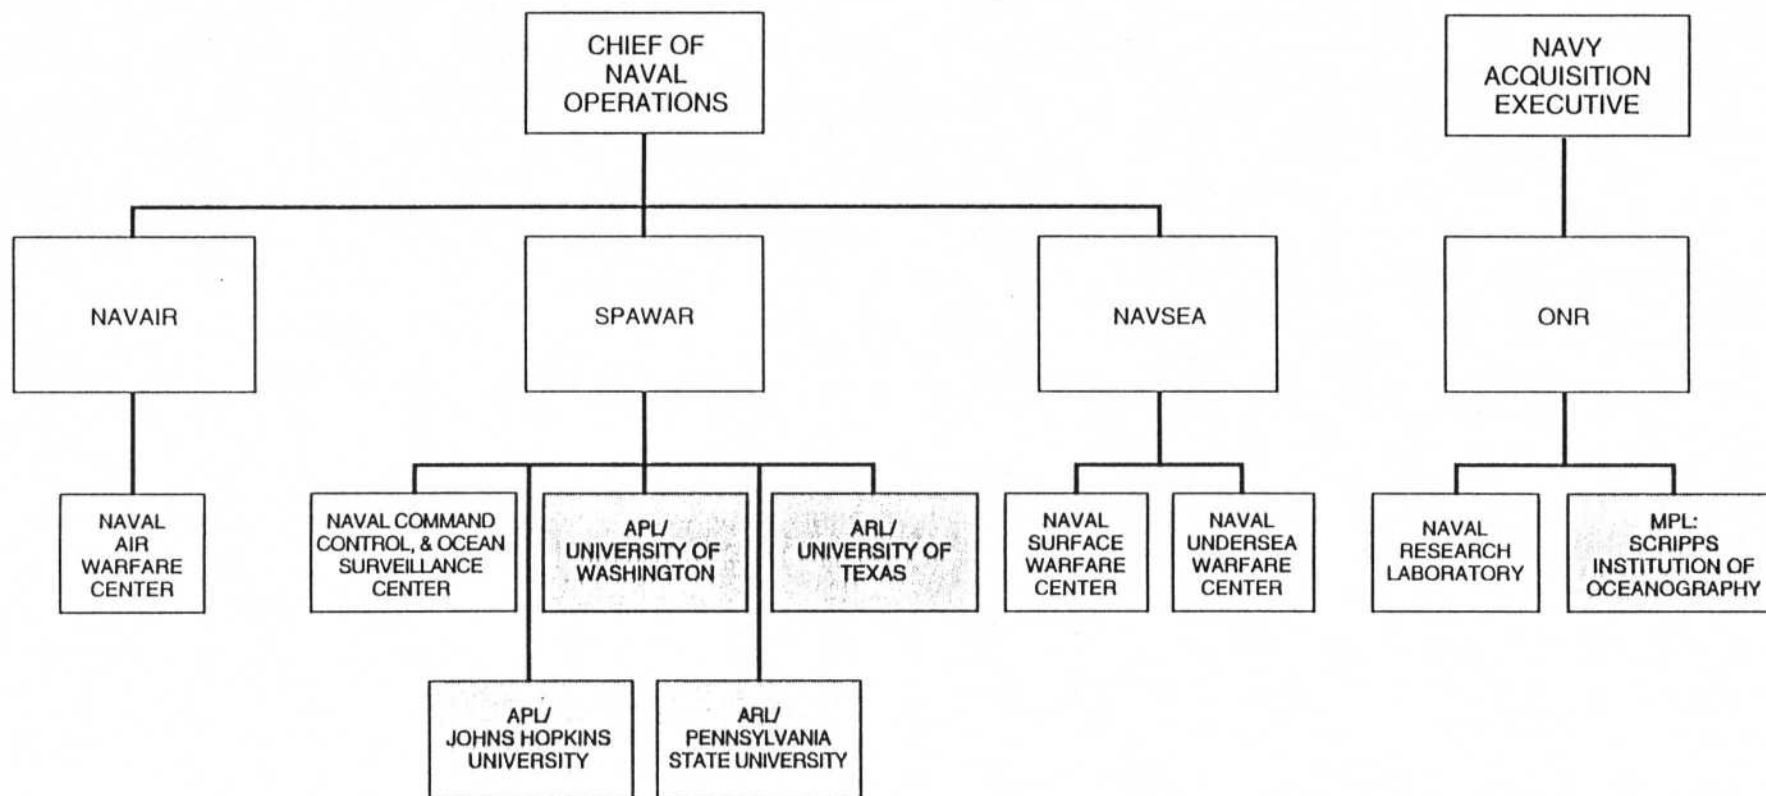 CHIEF OF
NAVAL
OPERATIONS
NAVY
ACQUISITION
EXECUTIVE
NAVAIR
SPAWAR
NAVSEA
ONR
NAVAL
AIR
WARFARE
CENTER
NAVAL COMMAND
CONTROL, & OCEAN
SURVEILLANCE
CENTER
APL/
UNIVERSITY OF
WASHINGTON
ARL/
UNIVERSITY OF
TEXAS
NAVAL
SURFACE
WARFARE
CENTER
NAVAL
UNDERSEA
WARFARE
CENTER
NAVAL
RESEARCH
LABORATORY
MPL:
SCRIPPS
INSTITUTION OF
OCEANOGRAPHY
APL/
JOHNS HOPKINS
UNIVERSITY
ARL/
PENNSYLVANIA
STATE UNIVERSITY